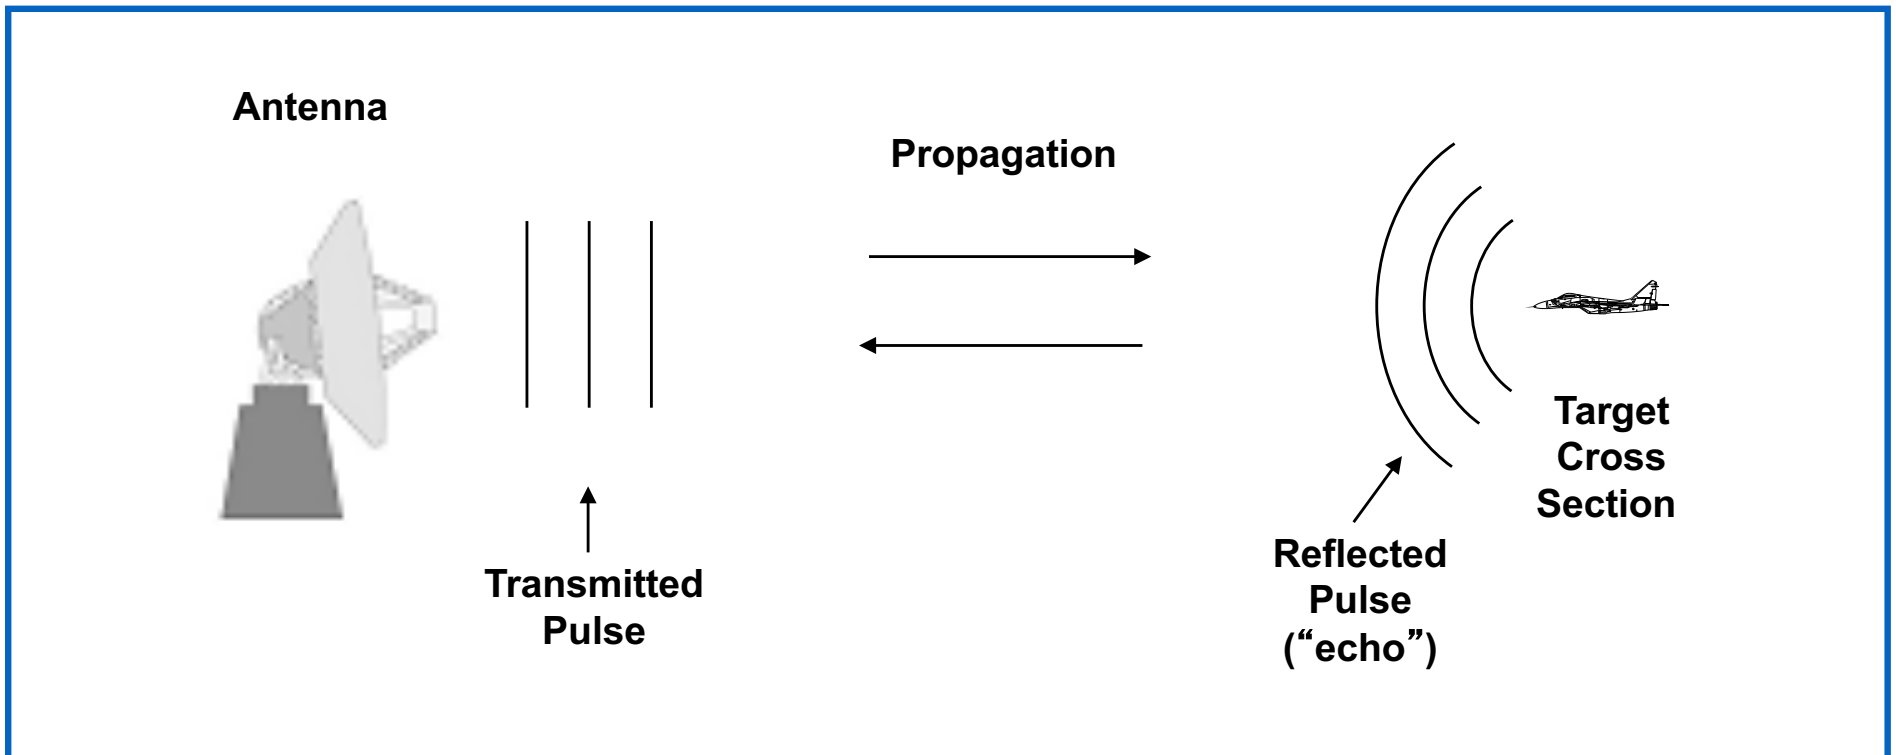 Antenna
Propagation
Transmitted
Pulse
Reflected
Pulse
(“echo”)
Target
Cross
Section